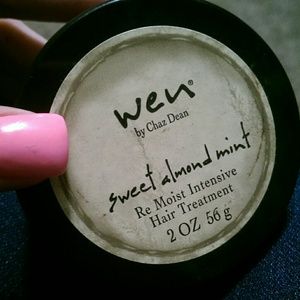 wen®
by Chaz Dean
sweet almond mint
Re Moist Intensive
Hair Treatment
2 OZ 56 g